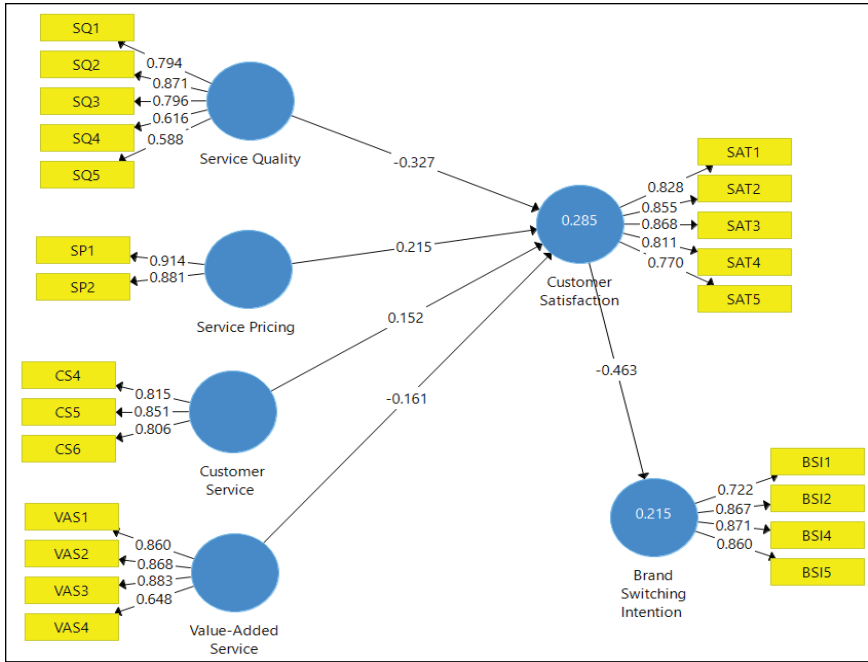 SQ1
SQ2
SQ3
SQ4
SQ5
0.794
0.871
0.796
0.616
0.588
Service Quality
-0.327
SP1
SP2
0.914
0.881
Service Pricing
0.215
CS4
CS5
CS6
0.815
0.851
0.806
Customer
Service
0.152
VAS1
VAS2
VAS3
VAS4
0.860
0.868
0.883
0.648
Value-Added
Service
-0.161
0.285
Customer
Satisfaction
0.828
0.855
0.868
0.811
0.770
SAT1
SAT2
SAT3
SAT4
SAT5
-0.463
0.215
Brand
Switching
Intention
0.722
0.867
0.871
0.860
BSI1
BSI2
BSI4
BSI5